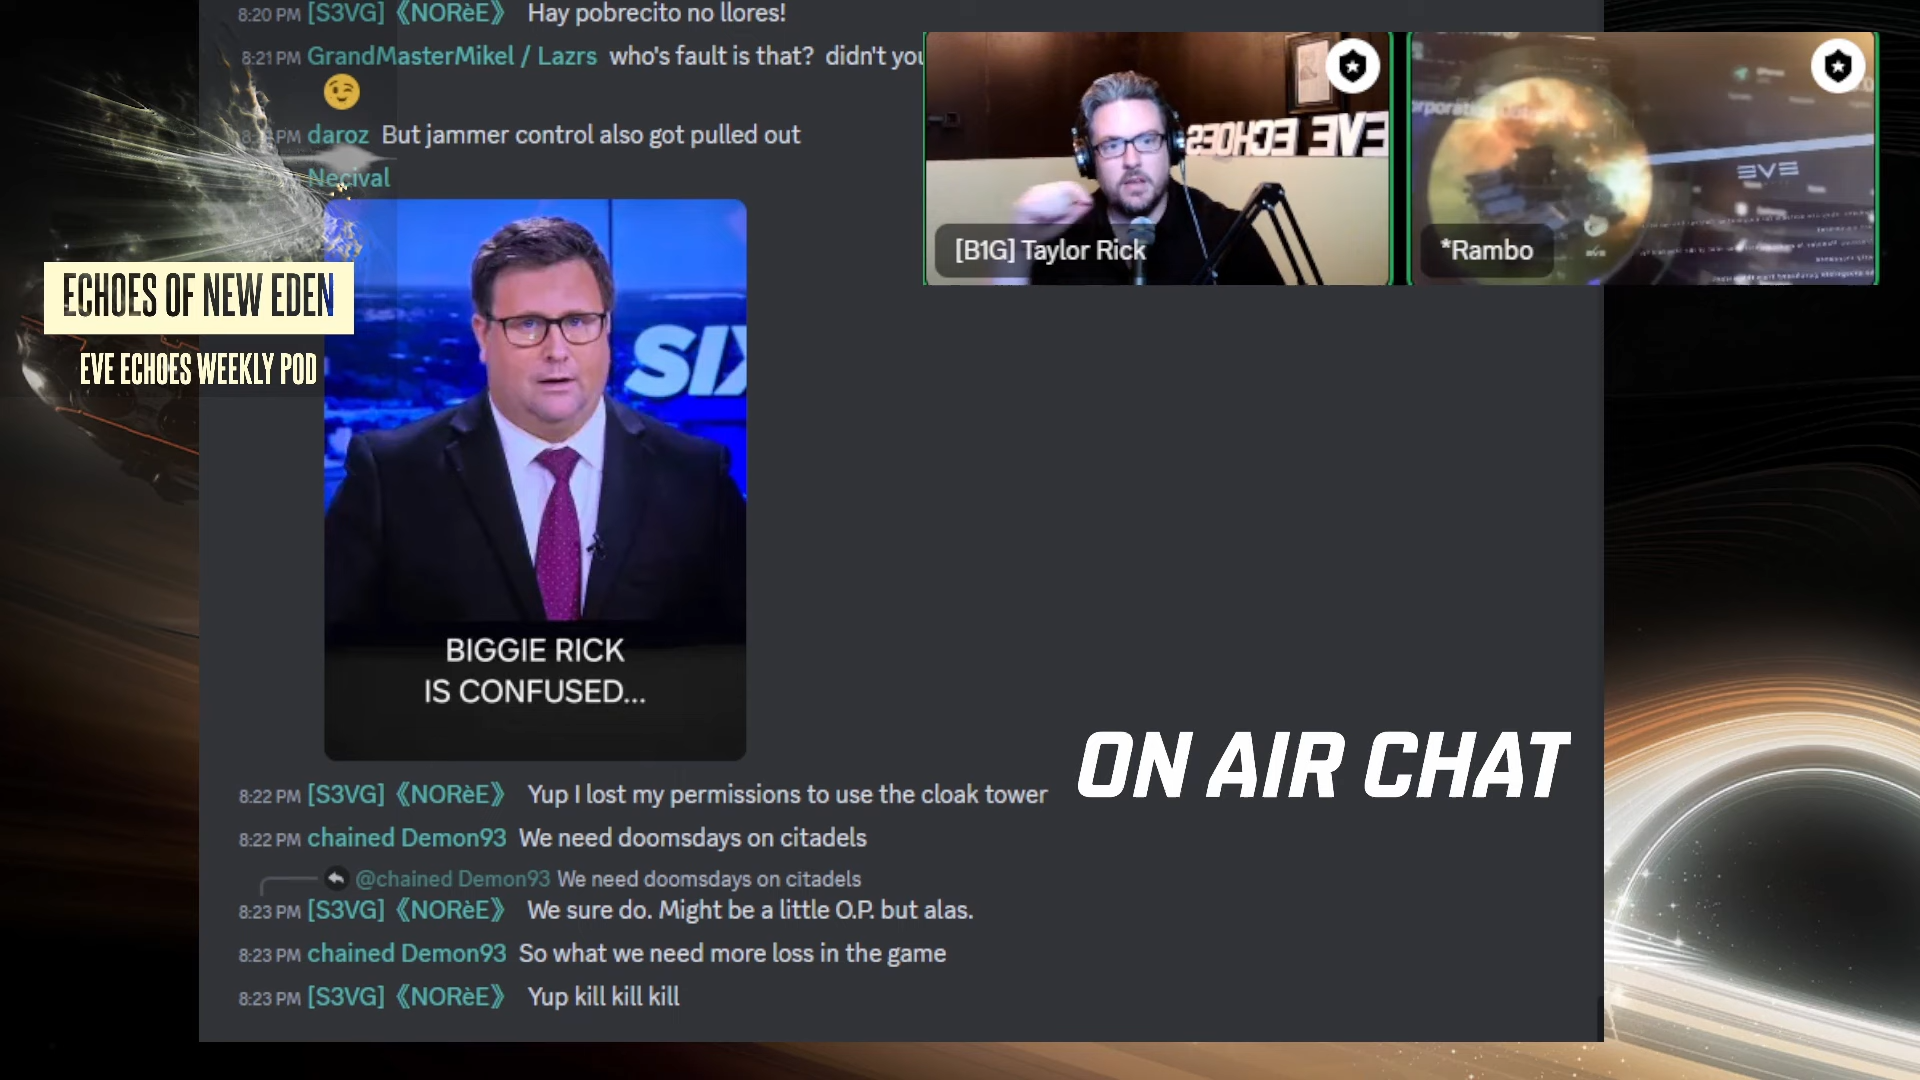 8:20 PM [S3VG] 《NORèE》 Hay pobrecito no llores!
8:21 PM GrandMasterMikel / Lazrs who's fault is that? didn't you
😉
PM daroz But jammer control also got pulled out
Necival
SIX
BIGGIE RICK
IS CONFUSED...
ECHOES OF NEW EDEN
EVE ECHOES WEEKLY POD
EVE ECHOES
[B1G] Taylor Rick
EVE
*Rambo
ON AIR CHAT
8:22 PM [S3VG] 《NORèE》 Yup I lost my permissions to use the cloak tower
8:22 PM chained Demon93 We need doomsdays on citadels
@chained Demon93 We need doomsdays on citadels
8:23 PM [S3VG] 《NORèE》 We sure do. Might be a little O.P. but alas.
8:23 PM chained Demon93 So what we need more loss in the game
8:23 PM [S3VG] 《NORèE》 Yup kill kill kill